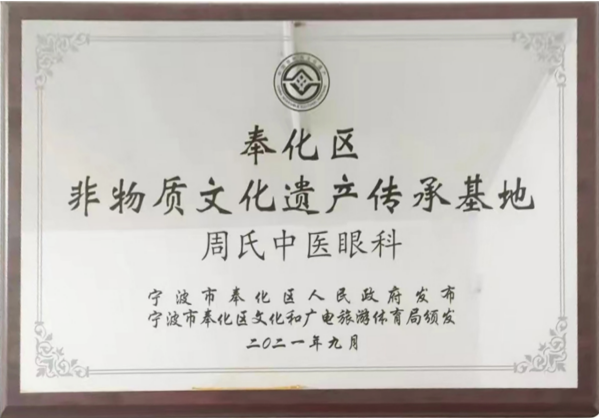 奉化区
非物质文化遗产传承基地
周氏中医眼科
宁波市奉化区人民政府发布
宁波市奉化区文化和广电旅游体育局颁发
二〇二一年九月